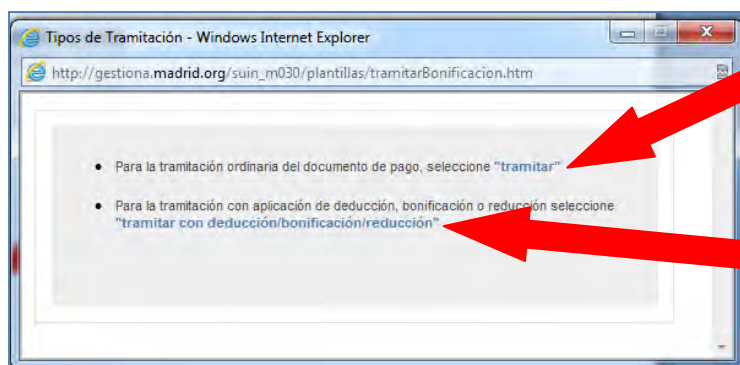 Tipos de Tramitación - Windows Internet Explorer
http://gestiona.madrid.org/suin_m030/plantillas/tramitarBonificacion.htm
• Para la tramitación ordinaria del documento de pago, seleccione "tramitar"
• Para la tramitación con aplicación de deducción, bonificación o reducción seleccione
"tramitar con deducción/bonificación/reducción"